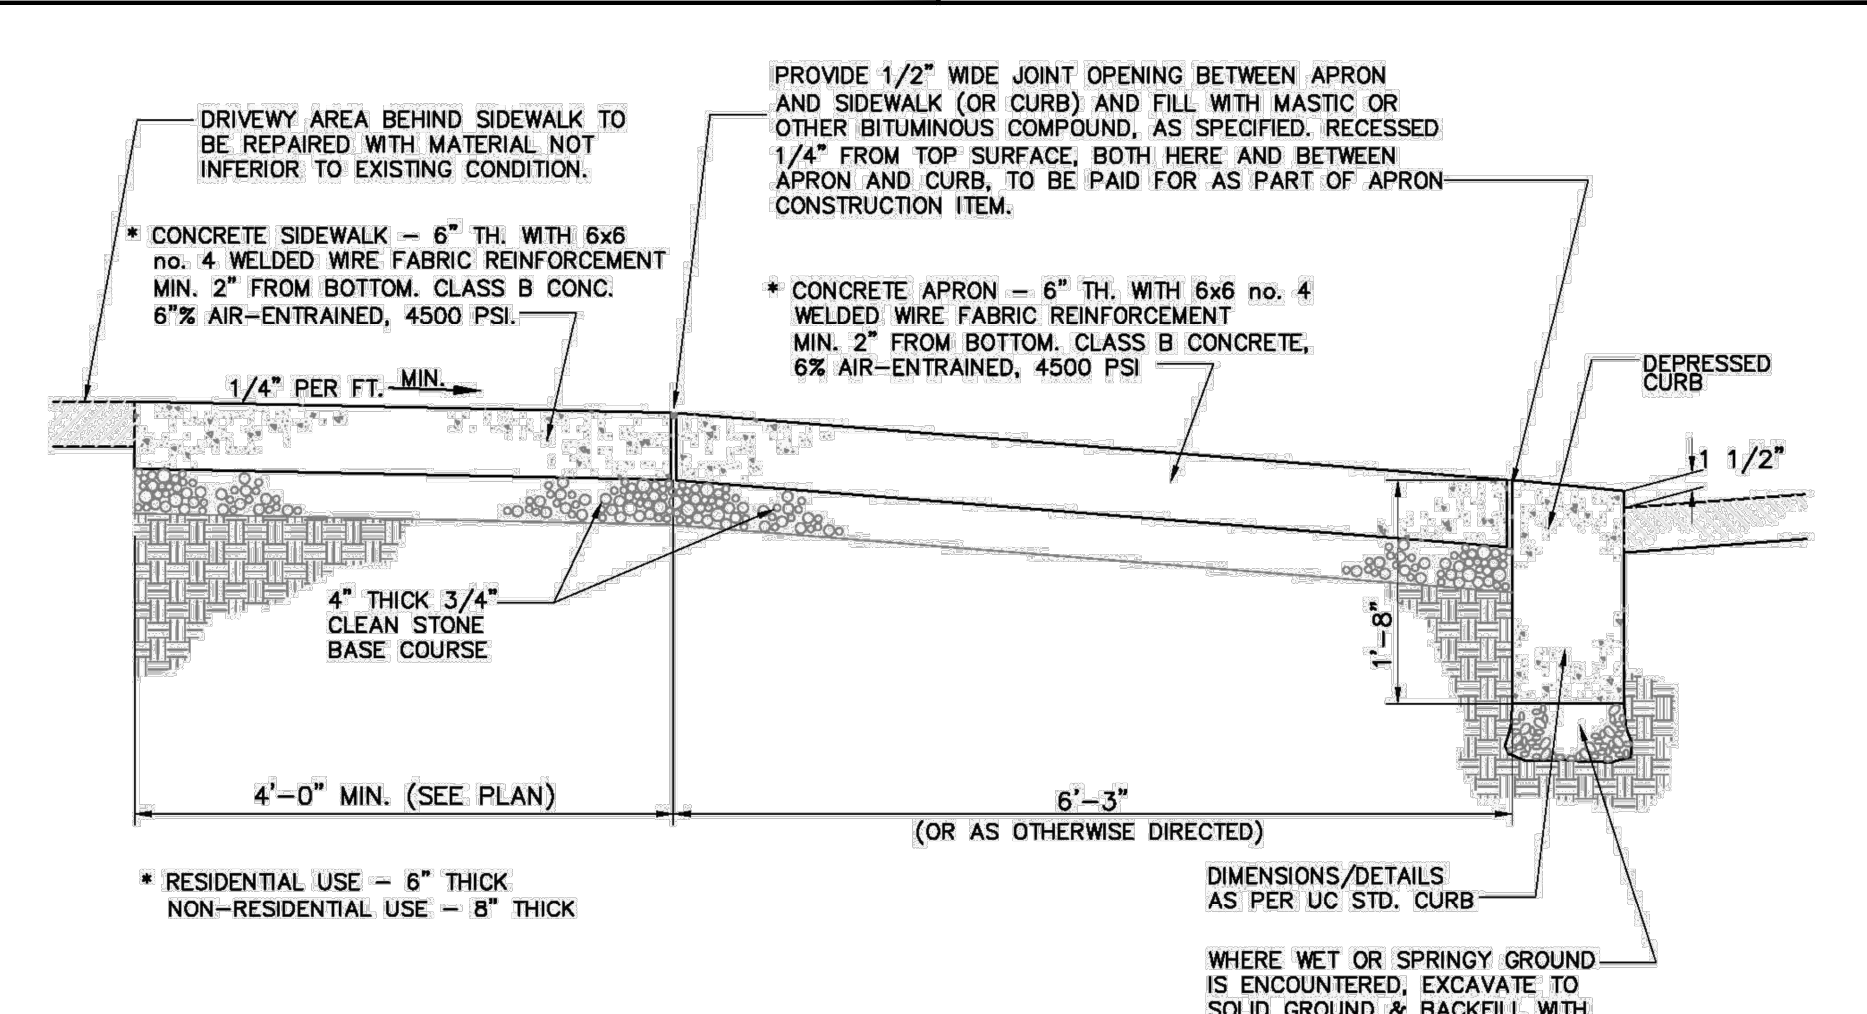 PROVIDE 1/2" WIDE JOINT OPENING BETWEEN APRON
AND SIDEWALK (OR CURB) AND FILL WITH MASTIC OR
OTHER BITUMINOUS COMPOUND, AS SPECIFIED. RECESSED
1/4" FROM TOP SURFACE, BOTH HERE AND BETWEEN
APRON AND CURB, TO BE PAID FOR AS PART OF APRON
CONSTRUCTION ITEM.
DRIVEWY AREA BEHIND SIDEWALK TO
BE REPAIRED WITH MATERIAL NOT
INFERIOR TO EXISTING CONDITION.
* CONCRETE SIDEWALK – 6" TH. WITH 6x6
no. 4 WELDED WIRE FABRIC REINFORCEMENT
MIN. 2" FROM BOTTOM. CLASS B CONC.
6"% AIR–ENTRAINED, 4500 PSI.
* CONCRETE APRON – 6" TH. WITH 6x6 no. 4
WELDED WIRE FABRIC REINFORCEMENT
MIN. 2" FROM BOTTOM. CLASS B CONCRETE,
6% AIR–ENTRAINED, 4500 PSI
DEPRESSED
CURB
1/4" PER FT. MIN.
1 1/2"
4" THICK 3/4"
CLEAN STONE
BASE COURSE
1'–8"
4'–0" MIN. (SEE PLAN)
6'–3"
(OR AS OTHERWISE DIRECTED)
* RESIDENTIAL USE – 6" THICK
NON–RESIDENTIAL USE – 8" THICK
DIMENSIONS/DETAILS
AS PER UC STD. CURB
WHERE WET OR SPRINGY GROUND
IS ENCOUNTERED, EXCAVATE TO
SOLID GROUND & BACKFILL WITH